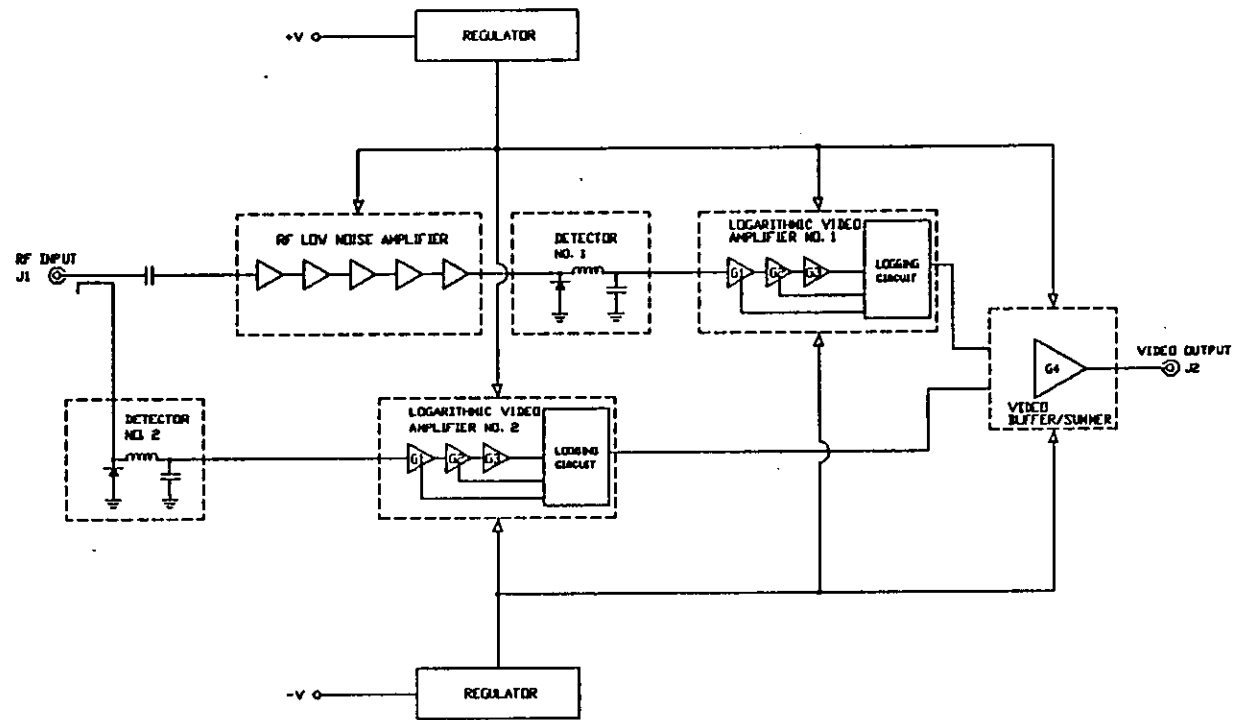 +V
REGULATOR
RF INPUT
J1
RF LOW NOISE AMPLIFIER
DETECTOR
NO. 1
LOGARITHMIC VIDEO
AMPLIFIER NO. 1
G1
G2
G3
LOGGING
CIRCUIT
VIDEO OUTPUT
J2
G4
VIDEO
BUFFER/SUMMER
DETECTOR
NO. 2
LOGARITHMIC VIDEO
AMPLIFIER NO. 2
G1
G2
G3
LOGGING
CIRCUIT
-V
REGULATOR